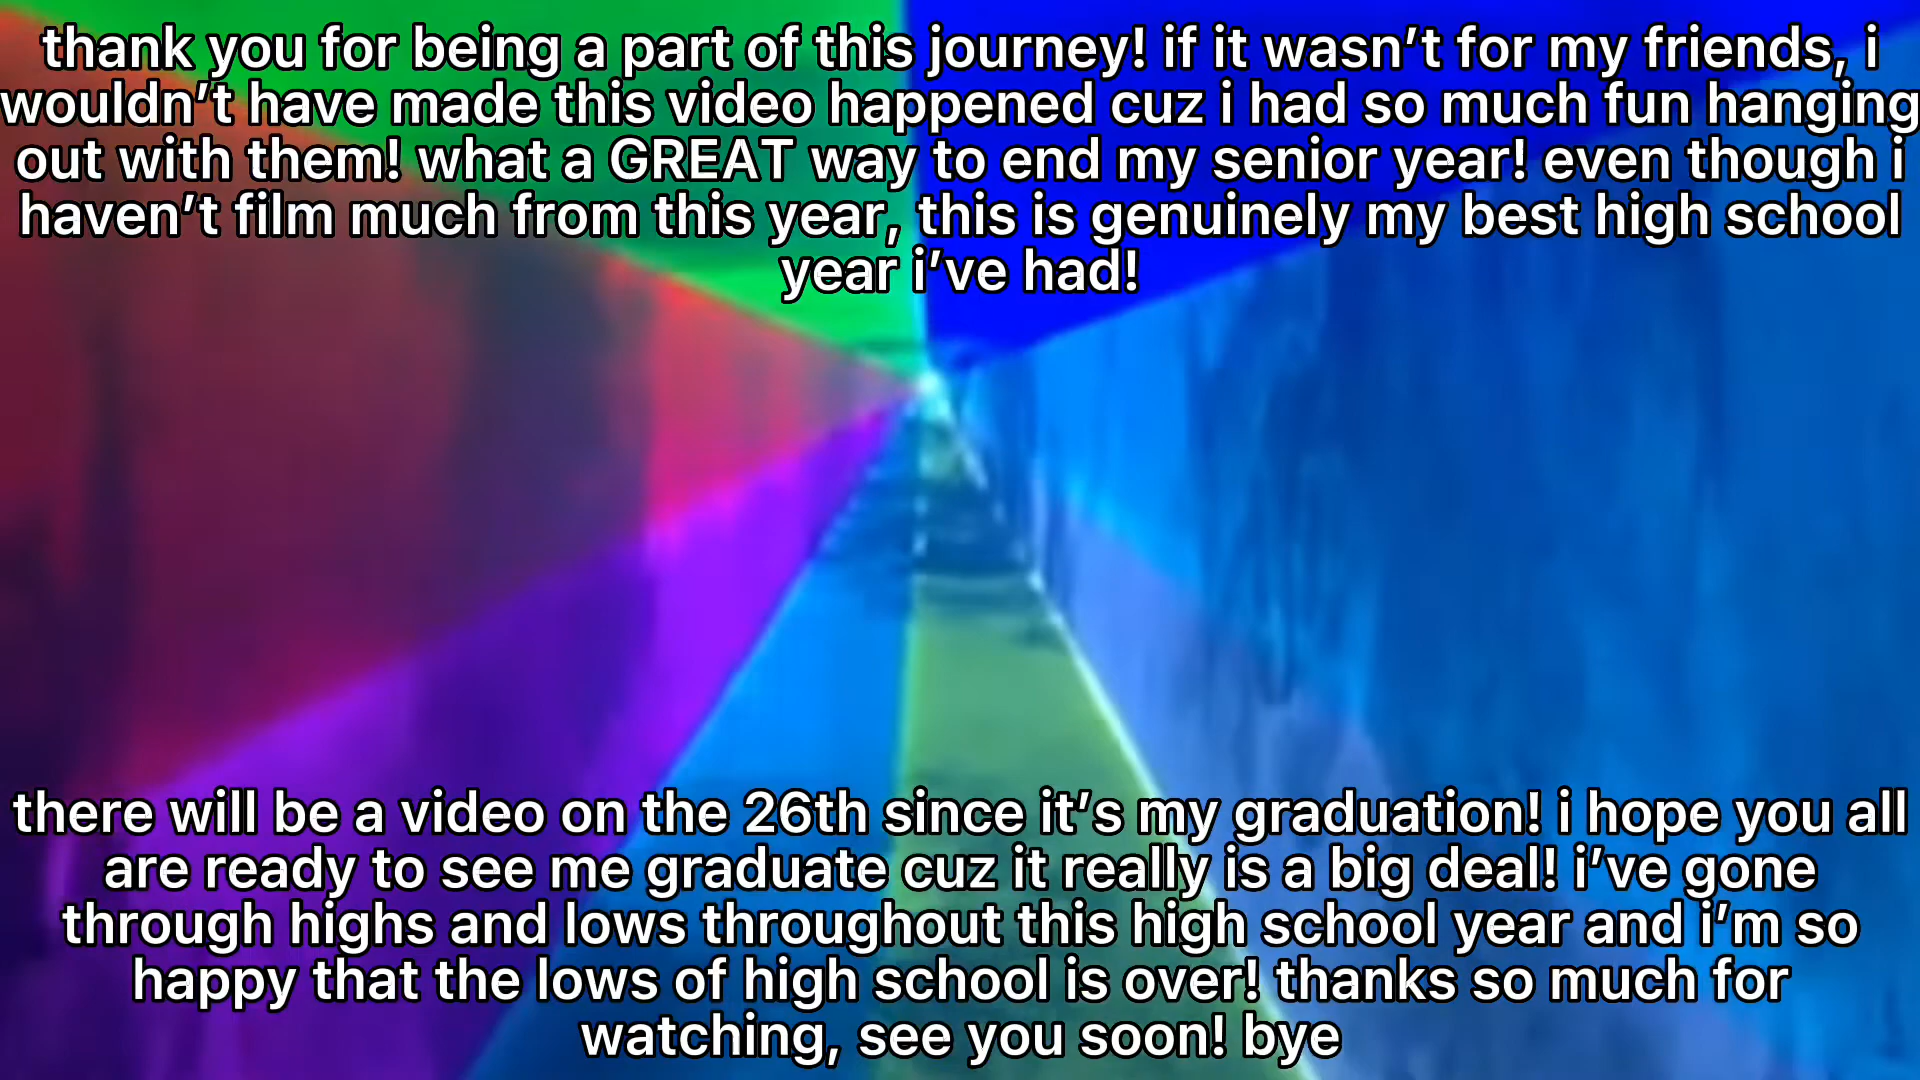 thank you for being a part of this journey! if it wasn’t for my friends, i
wouldn’t have made this video happened cuz i had so much fun hanging
out with them! what a GREAT way to end my senior year! even though i
haven’t film much from this year, this is genuinely my best high school
year i’ve had!
there will be a video on the 26th since it’s my graduation! i hope you all
are ready to see me graduate cuz it really is a big deal! i’ve gone
through highs and lows throughout this high school year and i’m so
happy that the lows of high school is over! thanks so much for
watching, see you soon! bye